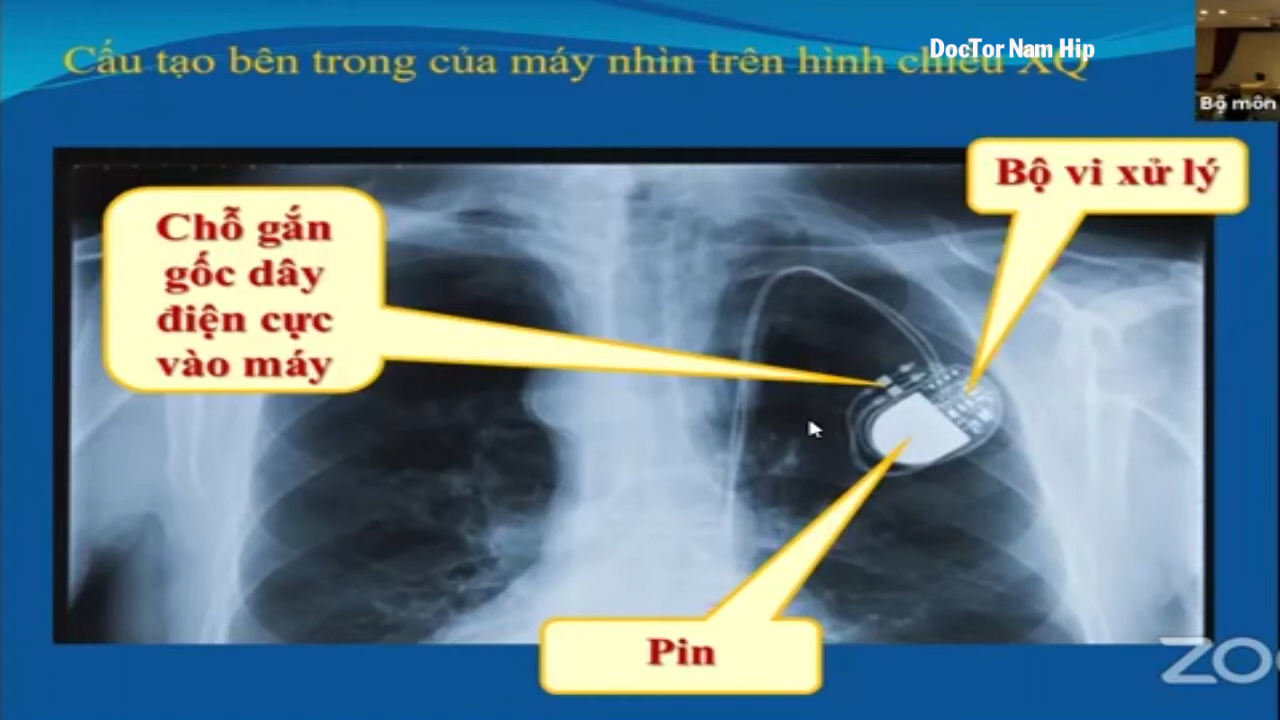 Cấu tạo bên trong của máy nhìn trên hình chiếu XQ
DocTor Nam Hip
Bộ môn
Bộ vi xử lý
Chỗ gắn
gốc dây
điện cực
vào máy
Pin